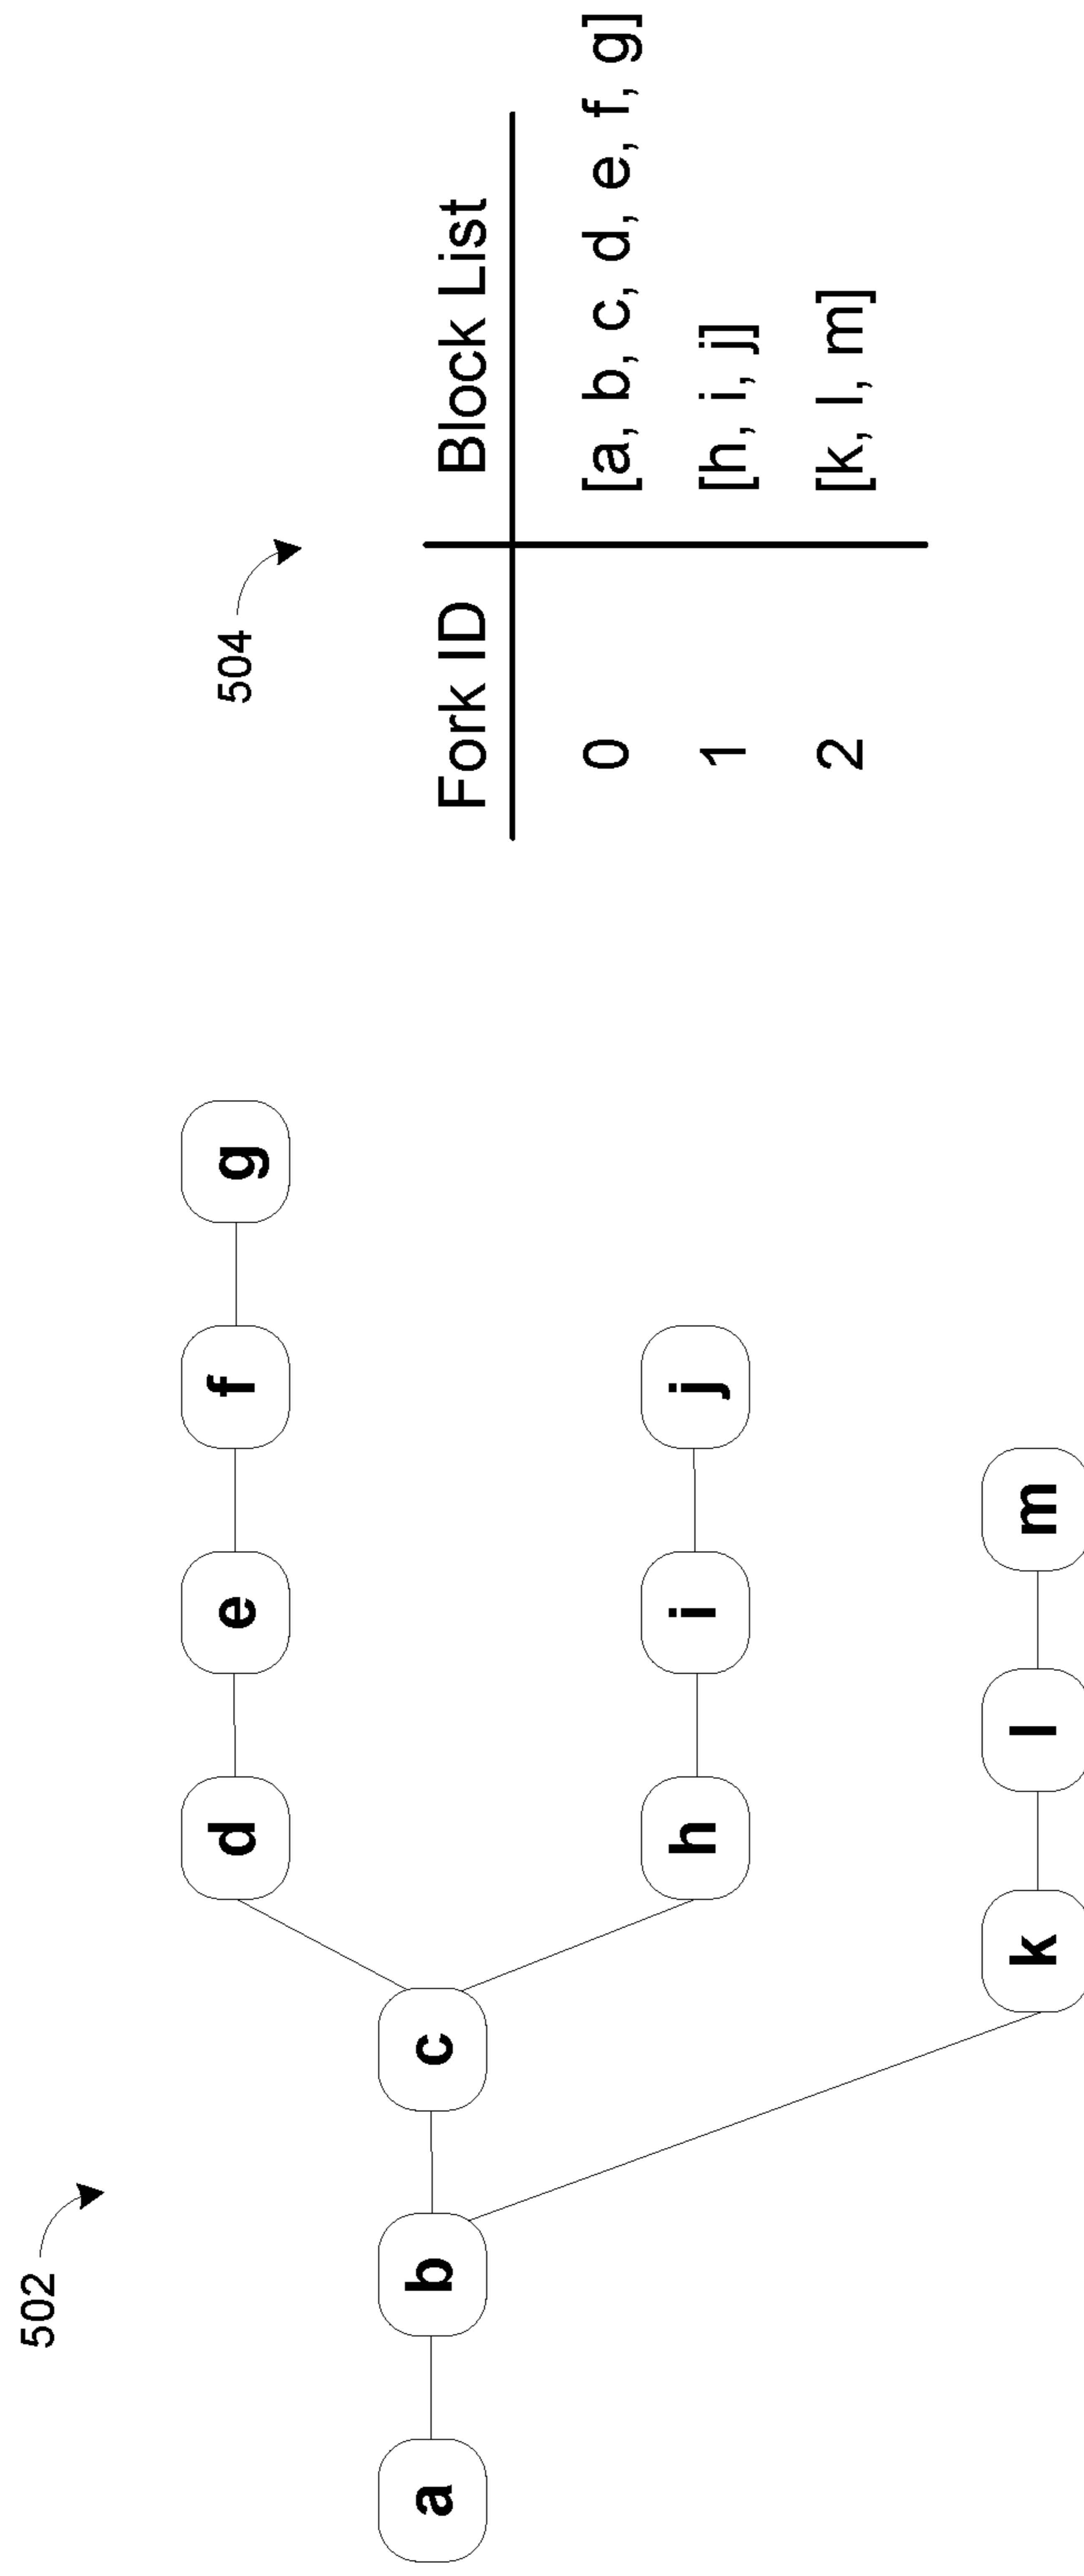 502
a
b
c
d
e
f
g
h
i
j
k
l
m
504
Fork ID Block List
0 [a, b, c, d, e, f, g]
1 [h, i, j]
2 [k, l, m]